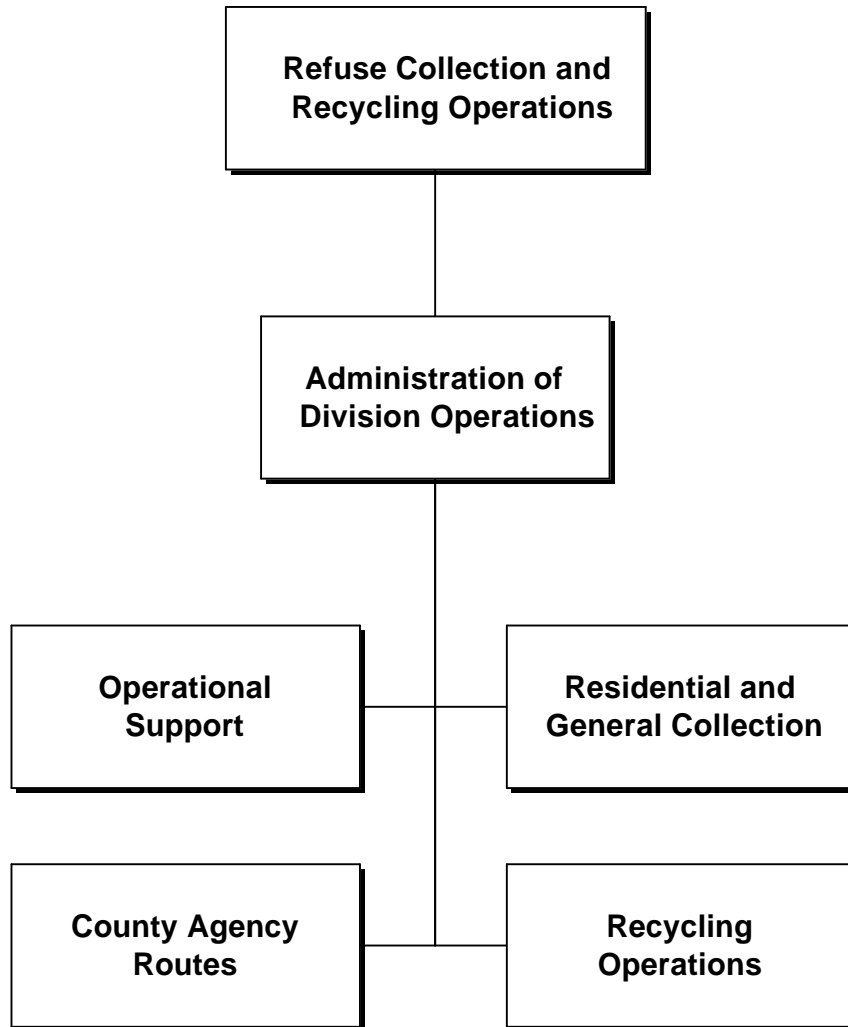 Refuse Collection and
Recycling Operations
Administration of
Division Operations
Operational
Support
Residential and
General Collection
County Agency
Routes
Recycling
Operations